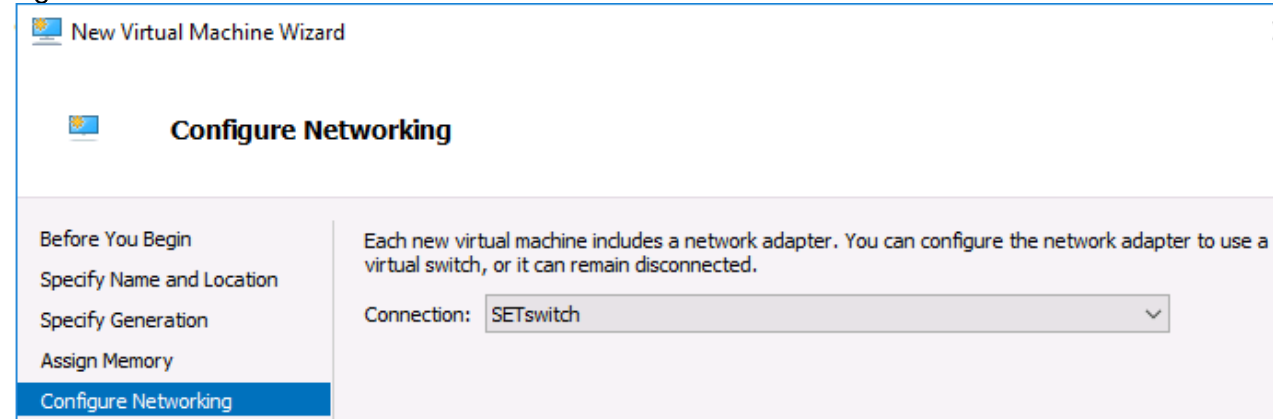 New Virtual Machine Wizard
Configure Networking
Before You Begin
Specify Name and Location
Specify Generation
Assign Memory
Configure Networking
Each new virtual machine includes a network adapter. You can configure the network adapter to use a
virtual switch, or it can remain disconnected.
Connection: SETswitch